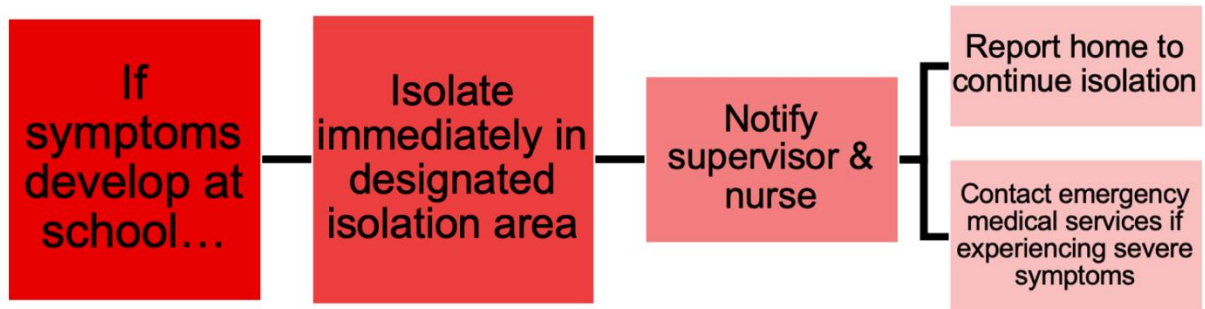 If
symptoms
develop at
school…
Isolate
immediately in
designated
isolation area
Notify
supervisor &
nurse
Report home to
continue isolation
Contact emergency
medical services if
experiencing severe
symptoms